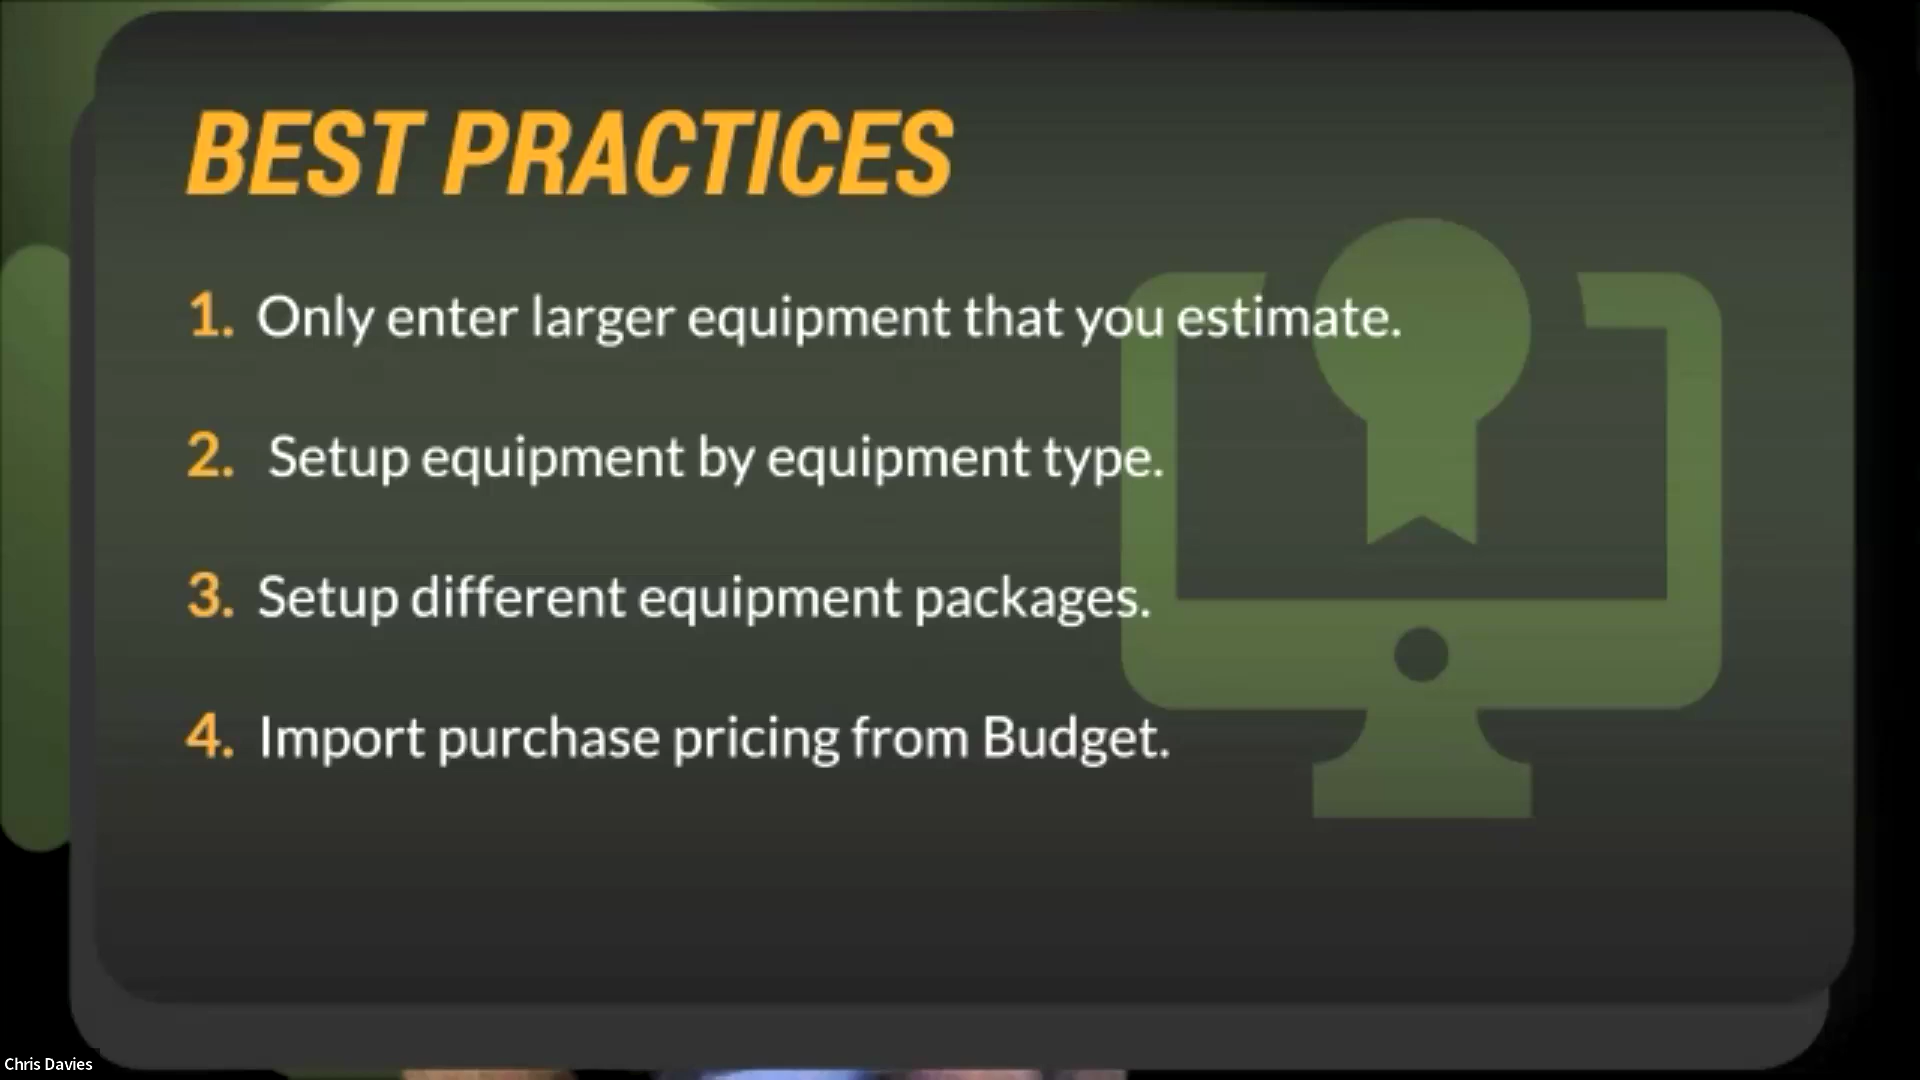 BEST PRACTICES
1. Only enter larger equipment that you estimate.
2. Setup equipment by equipment type.
3. Setup different equipment packages.
4. Import purchase pricing from Budget.
Chris Davies